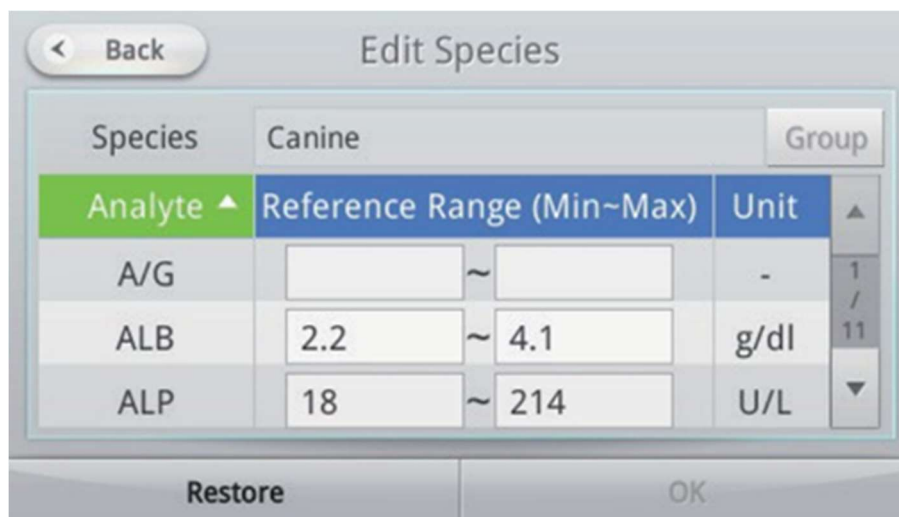 Back Edit Species
Species Canine Group
Analyte Reference Range (Min~Max) Unit
A/G ~ -
ALB 2.2 ~ 4.1 g/dl
ALP 18 ~ 214 U/L
1
/
11
Restore OK